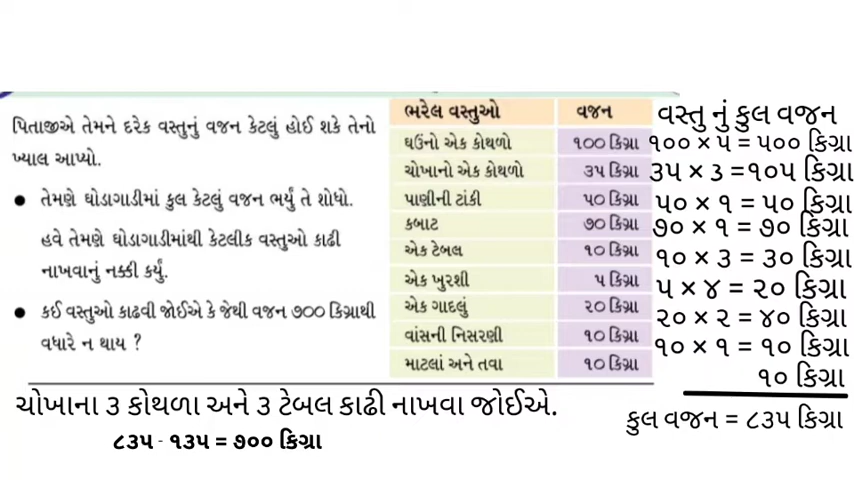 પિતાજીએ તેમને દરેક વસ્તુનું વજન કેટલું હોઈ શકે તેનો
ખ્યાલ આપ્યો.
● તેમણે ઘોડાગાડીમાં કુલ કેટલું વજન ભર્યું તે શોધો.
હવે તેમણે ઘોડાગાડીમાંથી કેટલીક વસ્તુઓ કાઢી
નાખવાનું નક્કી કર્યું.
● કઈ વસ્તુઓ કાઢવી જોઈએ કે જેથી વજન ૭૦૦ કિગ્રાથી
વધારે ન થાય ?
ભરેલ વસ્તુઓ વજન
ઘઉંનો એક કોથળો ૧૦૦ કિગ્રા
ચોખાનો એક કોથળો ૩૫ કિગ્રા
પાણીની ટાંકી ૫૦ કિગ્રા
કબાટ ૭૦ કિગ્રા
એક ટેબલ ૧૦ કિગ્રા
એક ખુરશી ૫ કિગ્રા
એક ગાદલું ૨૦ કિગ્રા
વાંસની નિસરણી ૧૦ કિગ્રા
માટલાં અને તવા ૧૦ કિગ્રા
વસ્તુ નું કુલ વજન
૧૦૦ × ૫ = ૫૦૦ કિગ્રા
૩૫ × ૩ =૧૦૫ કિગ્રા
૫૦ × ૧ = ૫૦ કિગ્રા
૭૦ × ૧ = ૭૦ કિગ્રા
૧૦ × ૩ = ૩૦ કિગ્રા
૫ × ૪ = ૨૦ કિગ્રા
૨૦ × ૨ = ૪૦ કિગ્રા
૧૦ × ૧ = ૧૦ કિગ્રા
૧૦ કિગ્રા
કુલ વજન = ૮૩૫ કિગ્રા
ચોખાના ૩ કોથળા અને ૩ ટેબલ કાઢી નાખવા જોઈએ.
૮૩૫ - ૧૩૫ = ૭૦૦ કિગ્રા